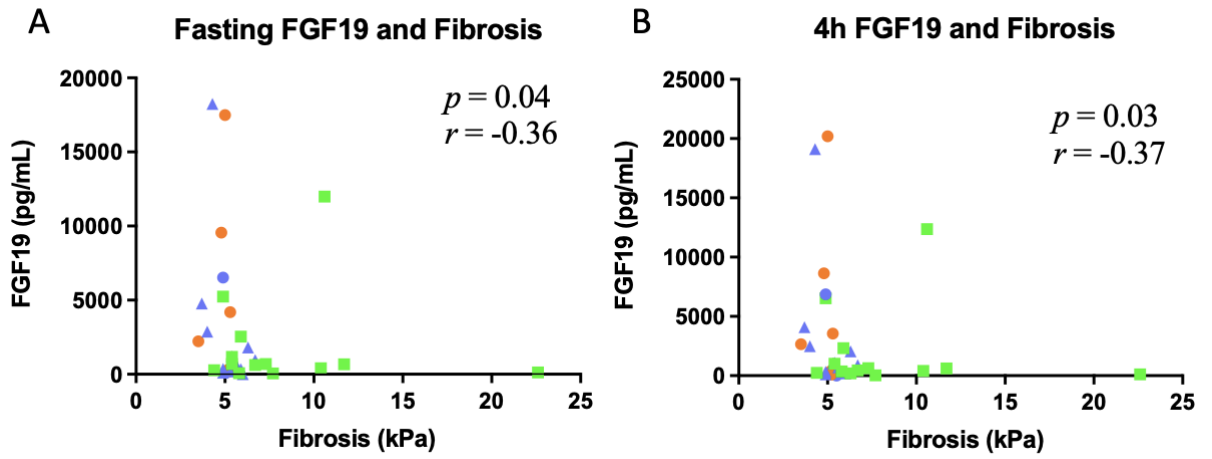 A
Fasting FGF19 and Fibrosis
p = 0.04
r = -0.36
20000
15000
10000
5000
0
FGF19 (pg/mL)
0 5 10 15 20 25
Fibrosis (kPa)
B
4h FGF19 and Fibrosis
p = 0.03
r = -0.37
25000
20000
15000
10000
5000
0
FGF19 (pg/mL)
0 5 10 15 20 25
Fibrosis (kPa)